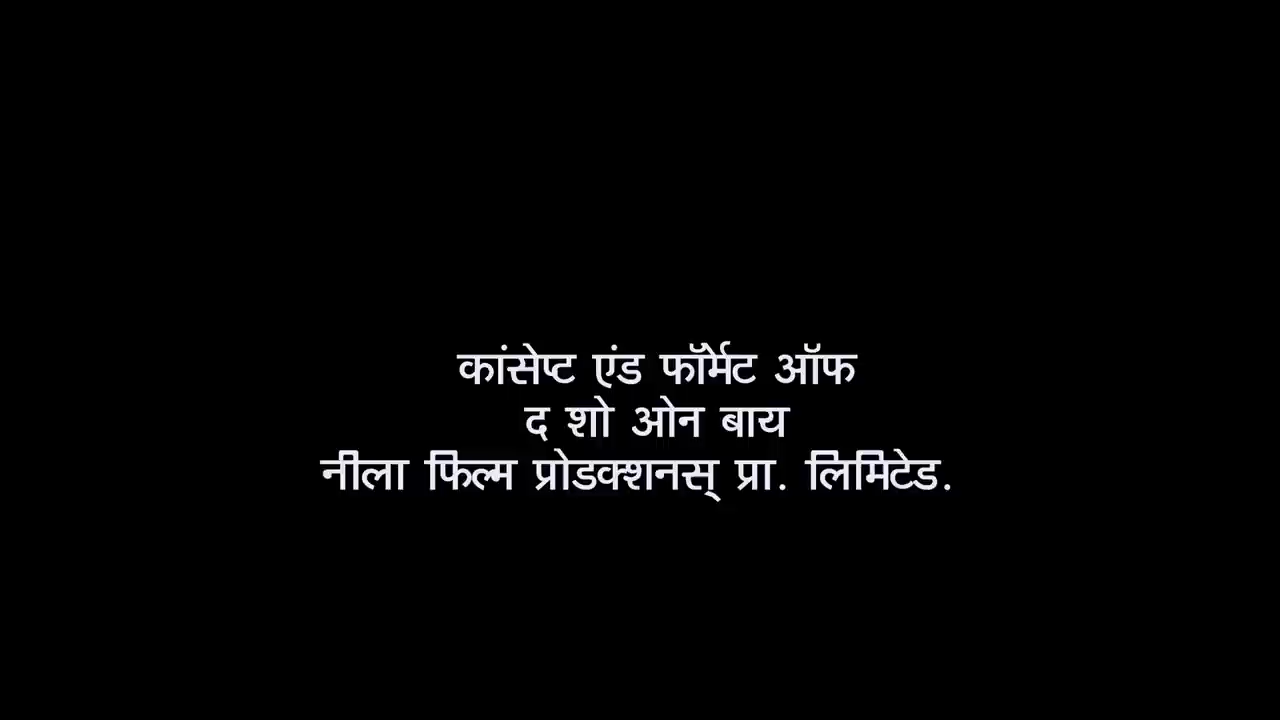 कांसेप्ट एंड फॉर्मेट ऑफ
द शो ओन बाय
नीला फिल्म प्रोडक्शनस् प्रा. लिमिटेड.